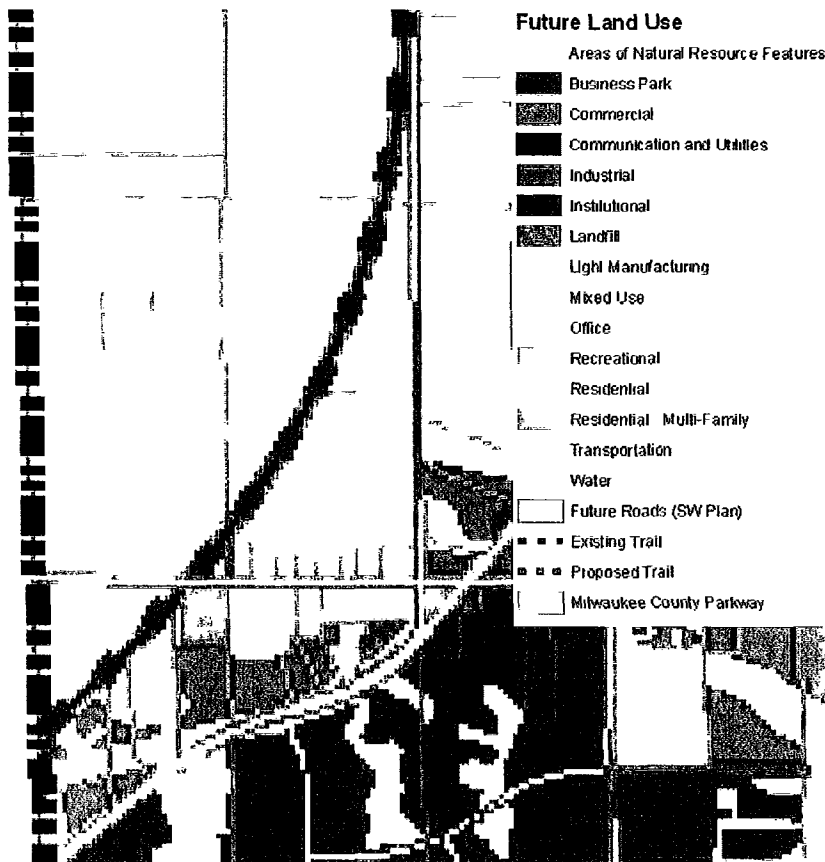 Future Land Use
Areas of Natural Resource Features
Business Park
Commercial
Communication and Utilities
Industrial
Institutional
Landfill
Light Manufacturing
Mixed Use
Office
Recreational
Residential
Residential Multi-Family
Transportation
Water
Future Roads (SW Plan)
Existing Trail
Proposed Trail
Milwaukee County Parkway